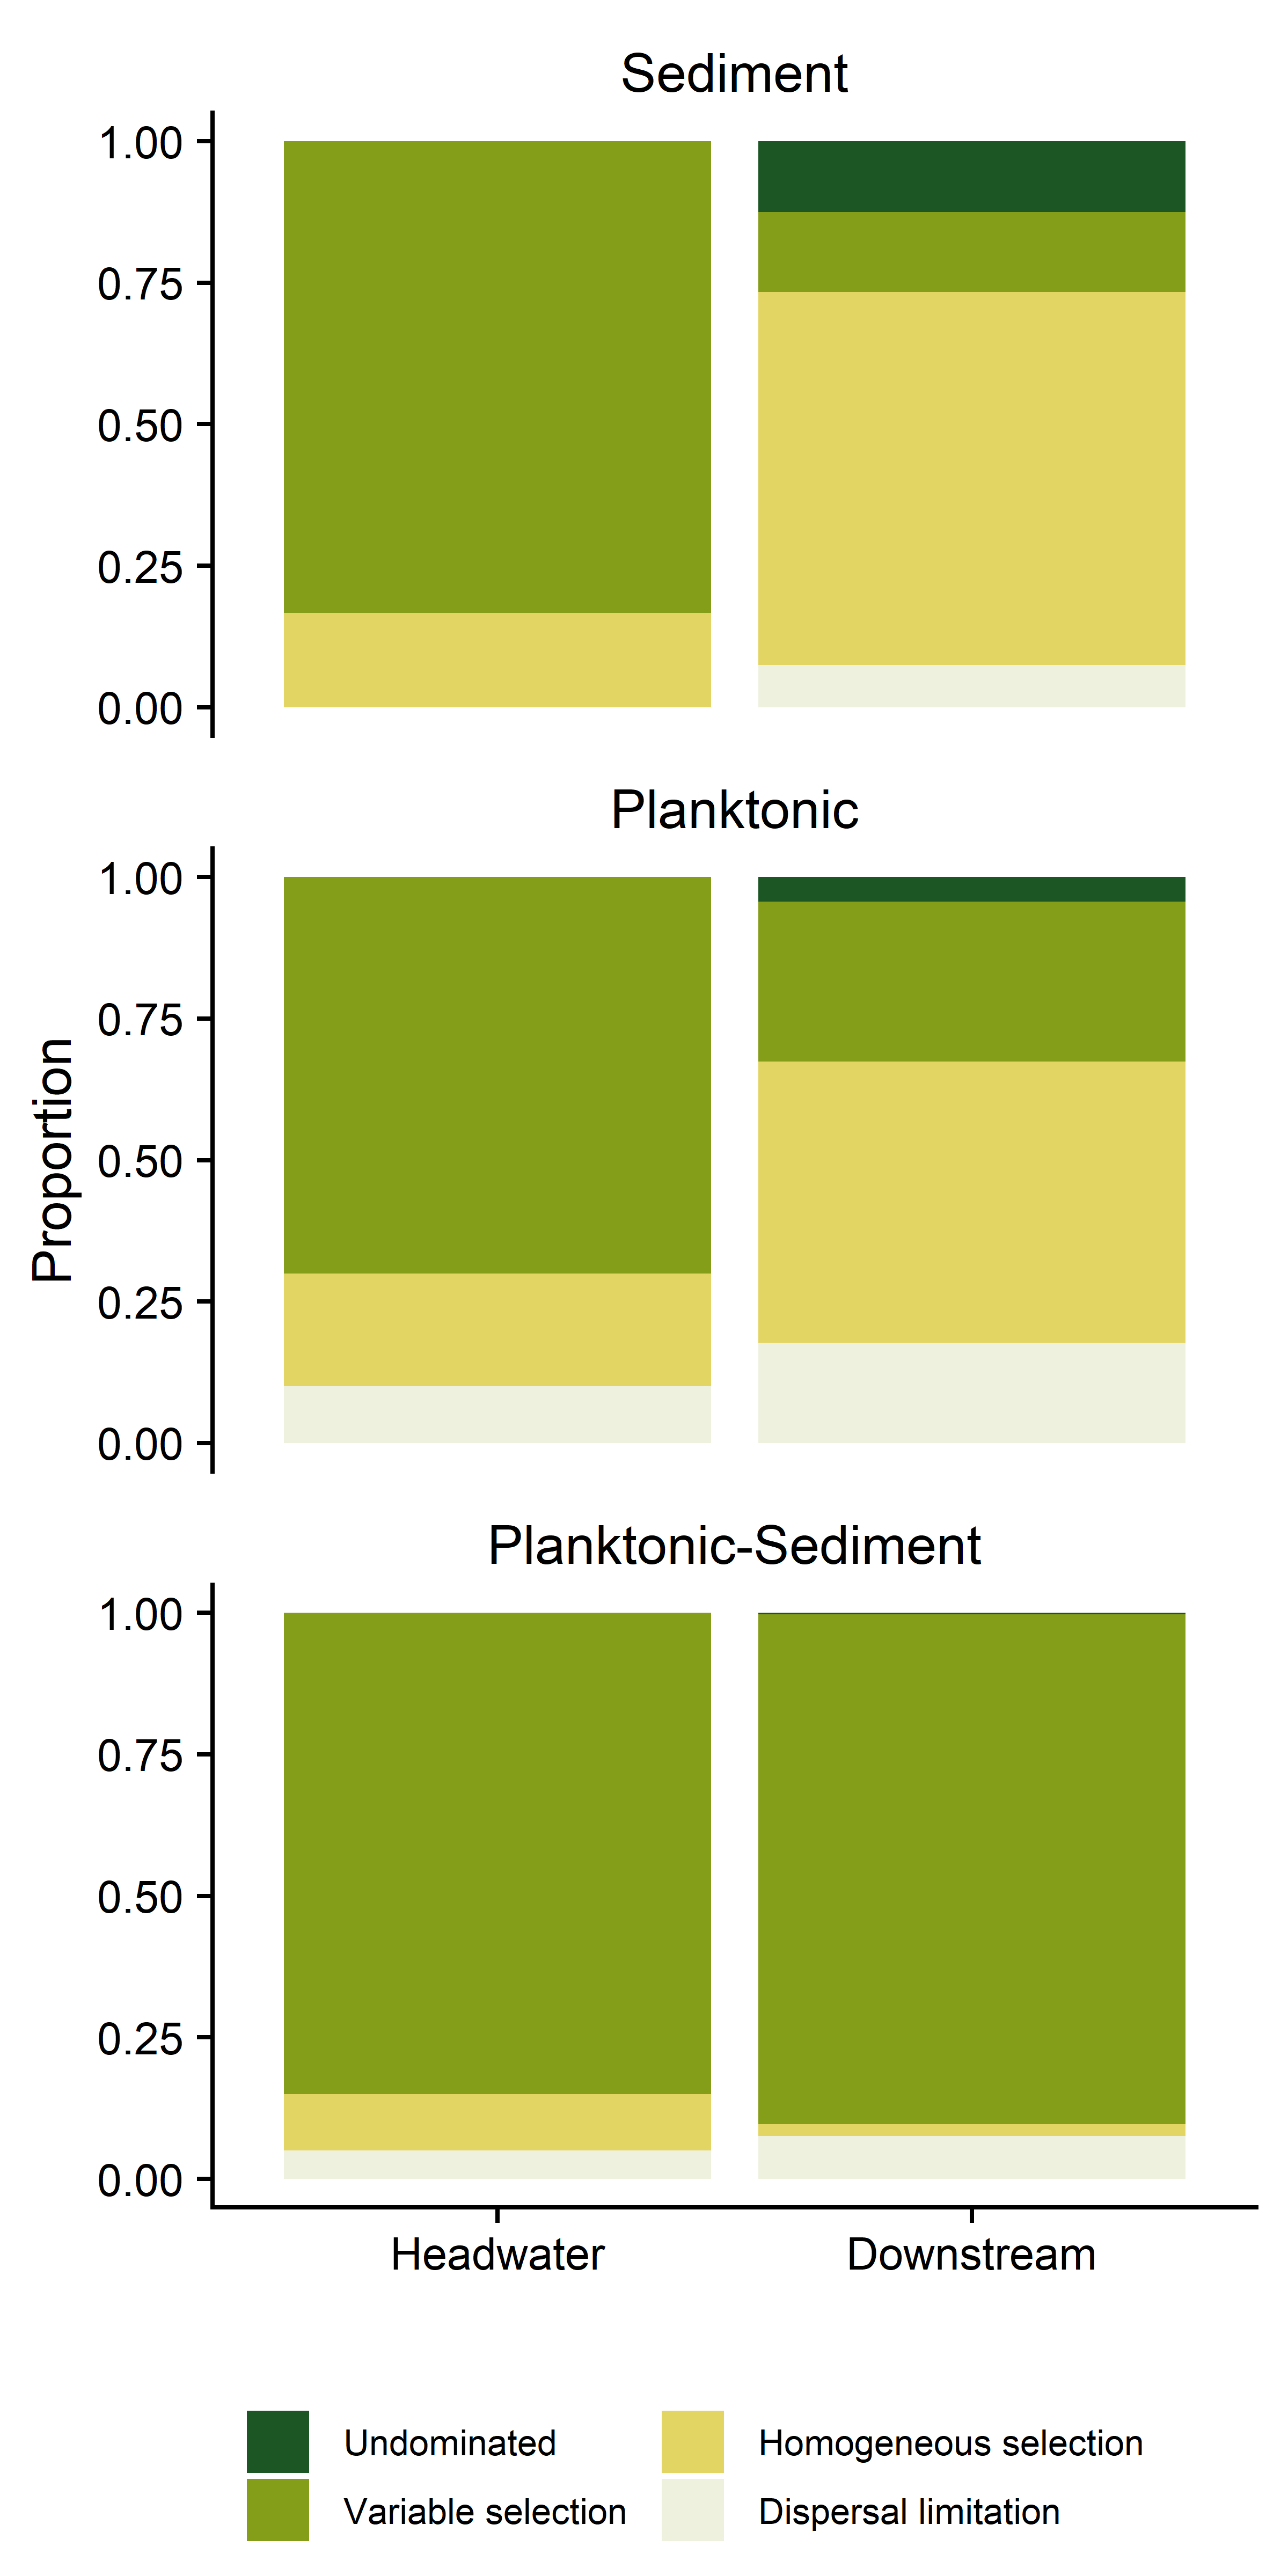 Sediment
1.00
0.75
0.50
0.25
0.00
Planktonic
1.00
0.75
0.50
0.25
0.00
Proportion
Planktonic-Sediment
1.00
0.75
0.50
0.25
0.00
Headwater Downstream
Undominated Homogeneous selection
Variable selection Dispersal limitation